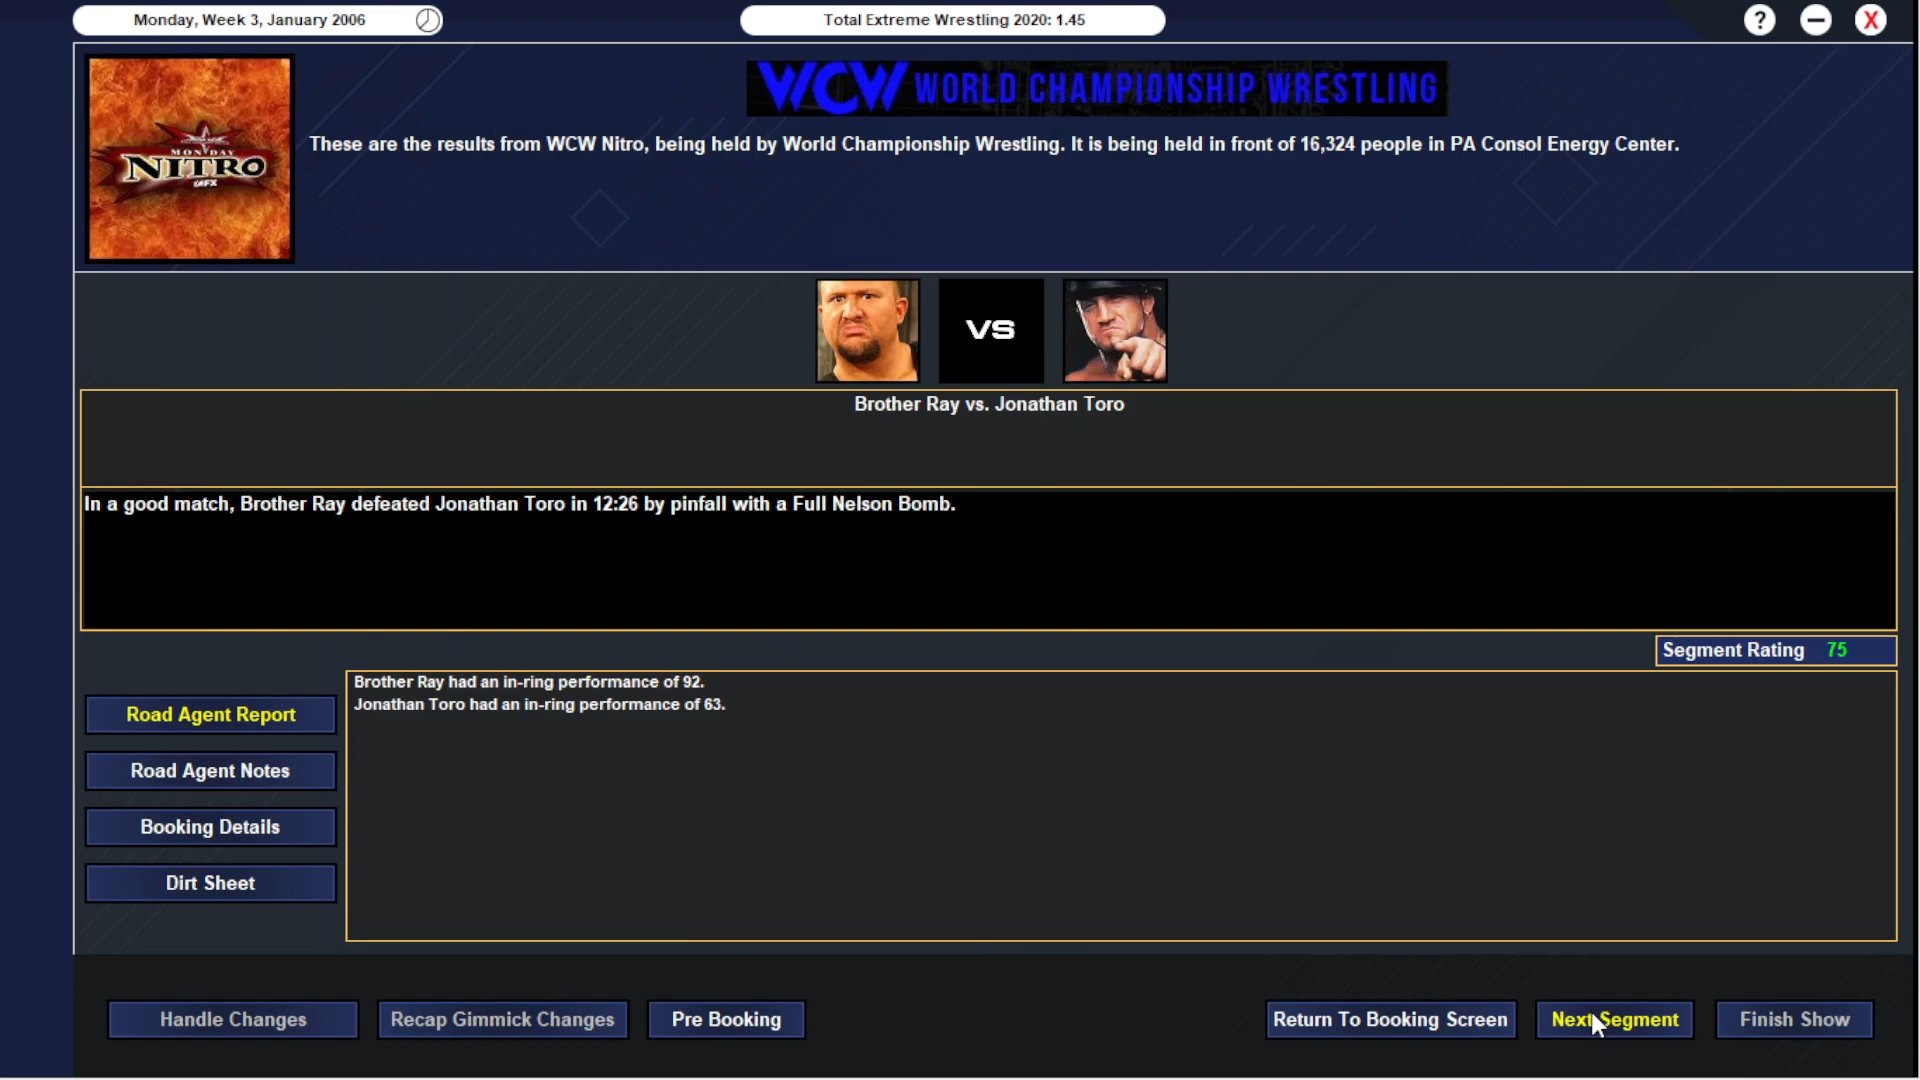 Monday, Week 3, January 2006
Total Extreme Wrestling 2020: 1.45
?
X
WCW WORLD CHAMPIONSHIP WRESTLING
MONDAY
NITRO
These are the results from WCW Nitro, being held by World Championship Wrestling. It is being held in front of 16,324 people in PA Consol Energy Center.
VS
Brother Ray vs. Jonathan Toro
In a good match, Brother Ray defeated Jonathan Toro in 12:26 by pinfall with a Full Nelson Bomb.
Segment Rating 75
Brother Ray had an in-ring performance of 92.
Jonathan Toro had an in-ring performance of 63.
Road Agent Report
Road Agent Notes
Booking Details
Dirt Sheet
Handle Changes
Recap Gimmick Changes
Pre Booking
Return To Booking Screen
Next Segment
Finish Show